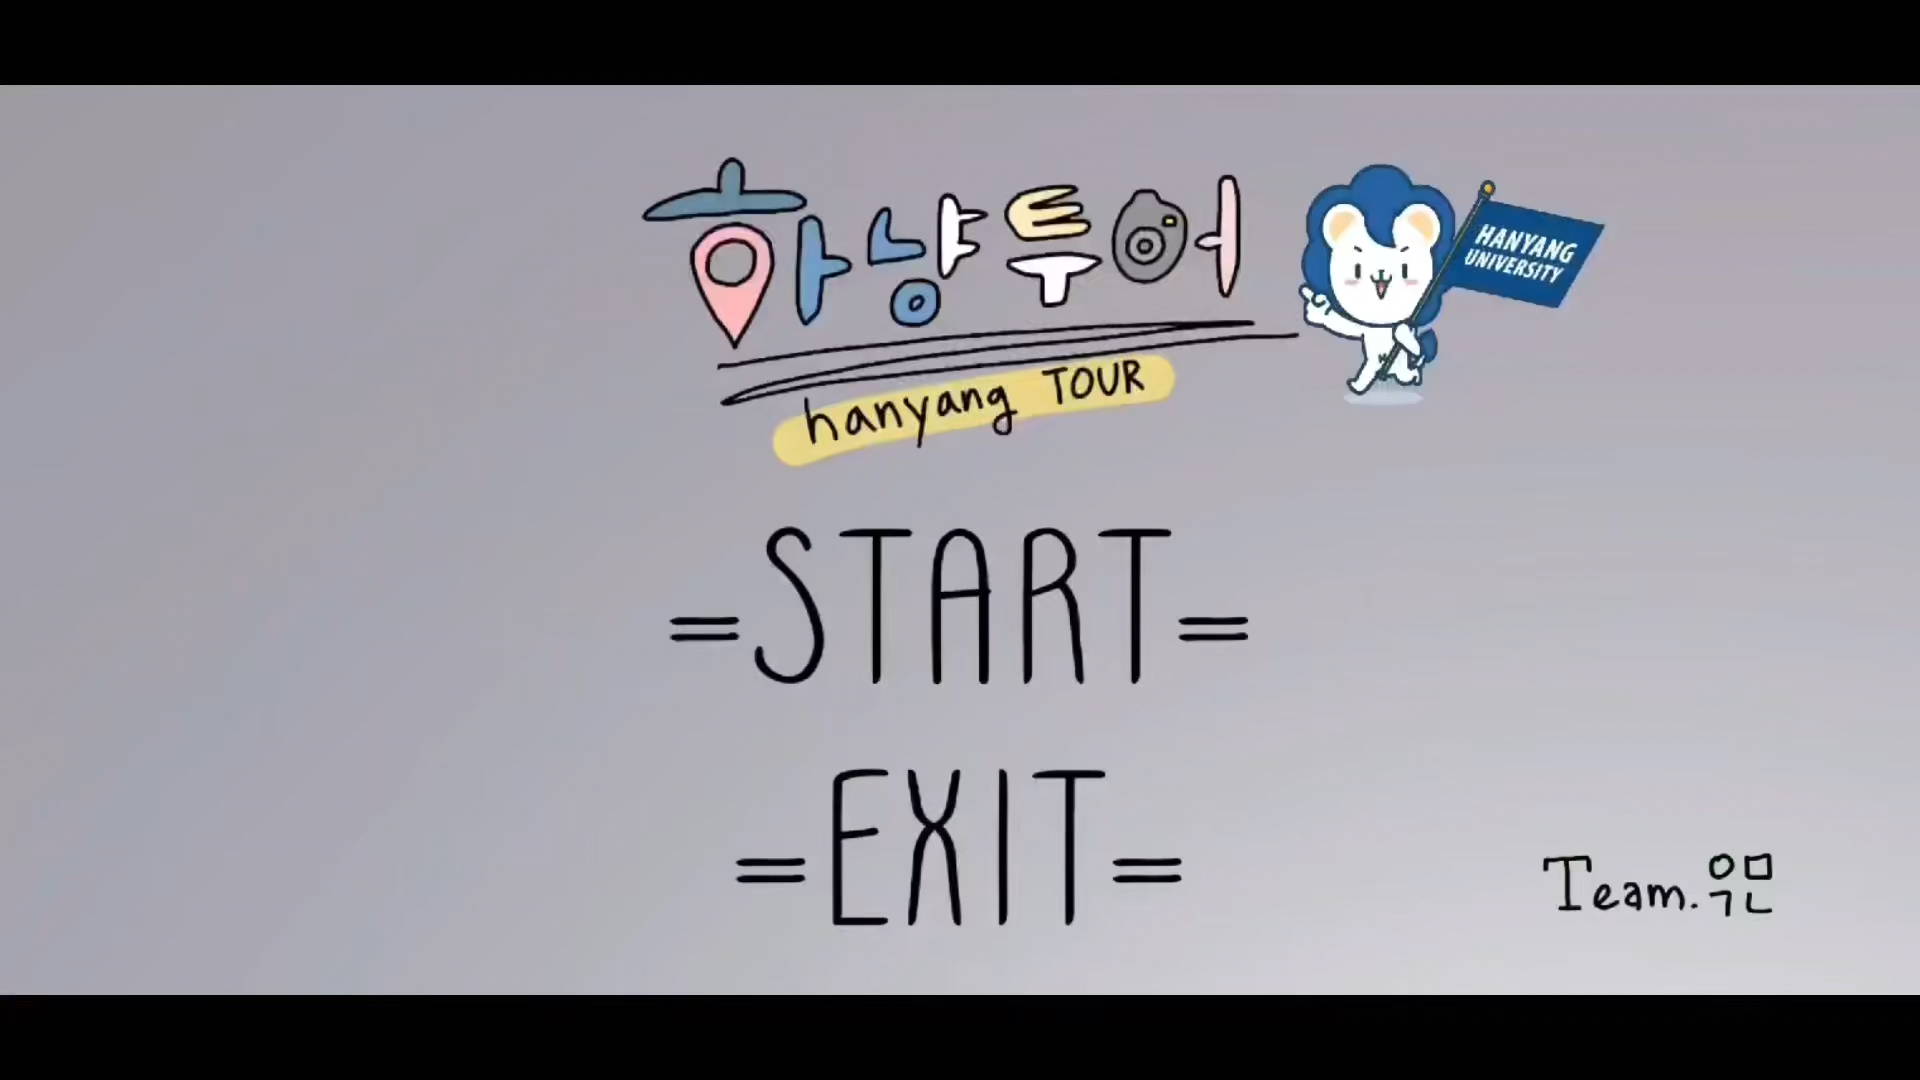 하냥투어
HANYANG
UNIVERSITY
hanyang TOUR
=START=
=EXIT=
Team.